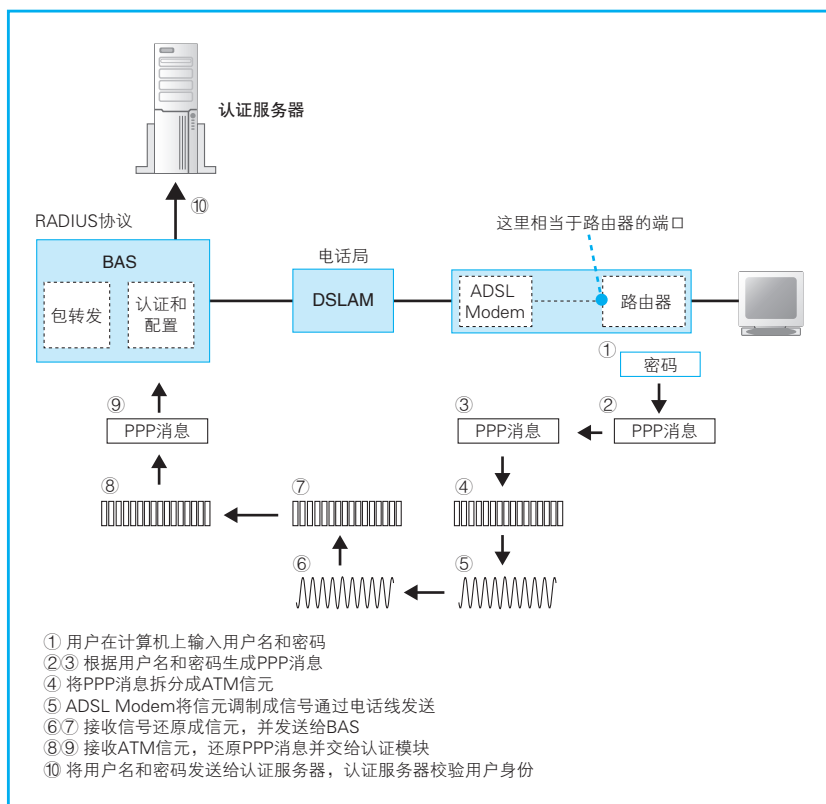 认证服务器
⑩
RADIUS协议
BAS
包转发
认证和
配置
电话局
DSLAM
这里相当于路由器的端口
ADSL
Modem
路由器
①
密码
②
PPP消息
③
PPP消息
④
⑤
⑥
⑦
⑧
⑨
PPP消息
① 用户在计算机上输入用户名和密码
②③ 根据用户名和密码生成PPP消息
④ 将PPP消息拆分成ATM信元
⑤ ADSL Modem将信元调制成信号通过电话线发送
⑥⑦ 接收信号还原成信元，并发送给BAS
⑧⑨ 接收ATM信元，还原PPP消息并交给认证模块
⑩ 将用户名和密码发送给认证服务器，认证服务器校验用户身份